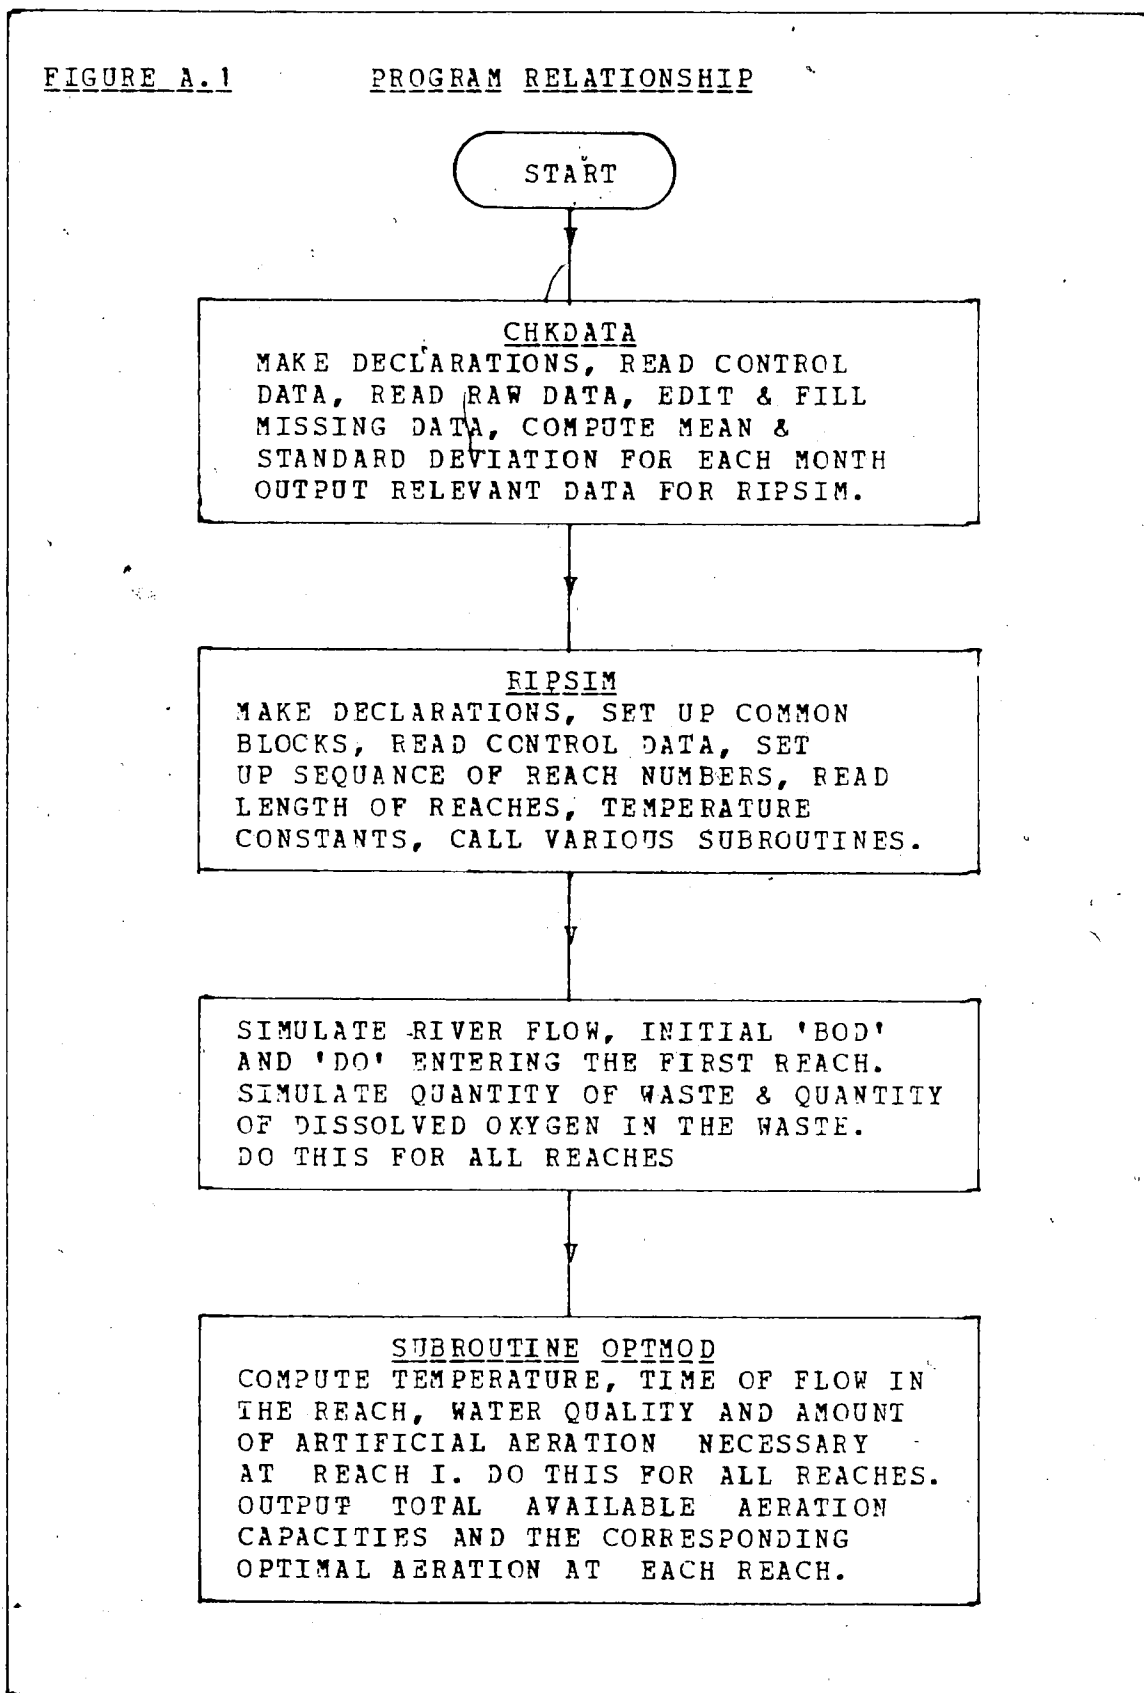 FIGURE A.1 PROGRAM RELATIONSHIP
START
CHKDATA
MAKE DECLARATIONS, READ CONTROL
DATA, READ RAW DATA, EDIT & FILL
MISSING DATA, COMPUTE MEAN &
STANDARD DEVIATION FOR EACH MONTH
OUTPUT RELEVANT DATA FOR RIPSIM.
RIPSIM
MAKE DECLARATIONS, SET UP COMMON
BLOCKS, READ CONTROL DATA, SET
UP SEQUANCE OF REACH NUMBERS, READ
LENGTH OF REACHES, TEMPERATURE
CONSTANTS, CALL VARIOUS SUBROUTINES.
SIMULATE RIVER FLOW, INITIAL 'BOD'
AND 'DO' ENTERING THE FIRST REACH.
SIMULATE QUANTITY OF WASTE & QUANTITY
OF DISSOLVED OXYGEN IN THE WASTE.
DO THIS FOR ALL REACHES
SUBROUTINE OPTMOD
COMPUTE TEMPERATURE, TIME OF FLOW IN
THE REACH, WATER QUALITY AND AMOUNT
OF ARTIFICIAL AERATION NECESSARY
AT REACH I. DO THIS FOR ALL REACHES.
OUTPUT TOTAL AVAILABLE AERATION
CAPACITIES AND THE CORRESPONDING
OPTIMAL AERATION AT EACH REACH.